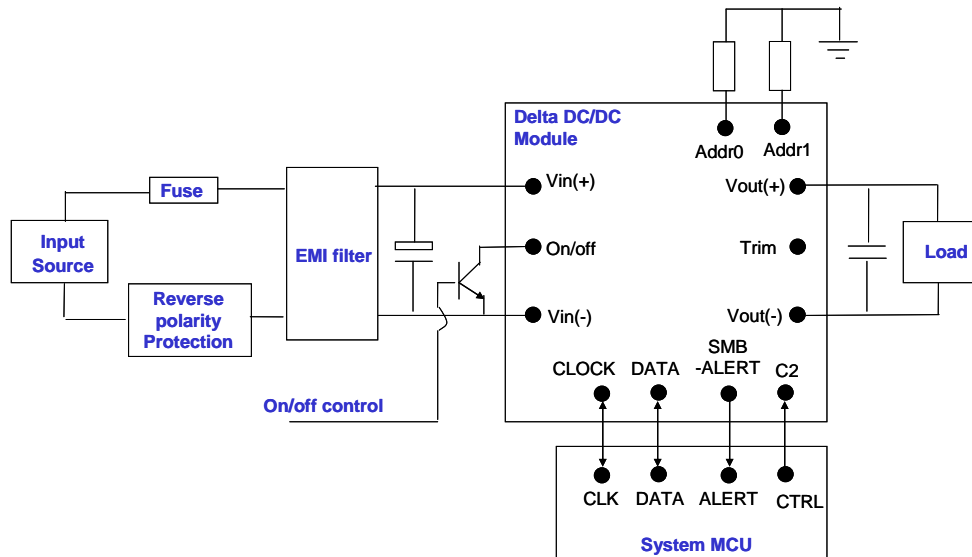 Delta DC/DC
Module
Addr0
Addr1
Fuse
Vin(+)
Vout(+)
Input
Source
EMI filter
On/off
Trim
Load
Reverse
polarity
Protection
Vin(-)
Vout(-)
CLOCK
DATA
SMB
-ALERT
C2
On/off control
CLK
DATA
ALERT
CTRL
System MCU